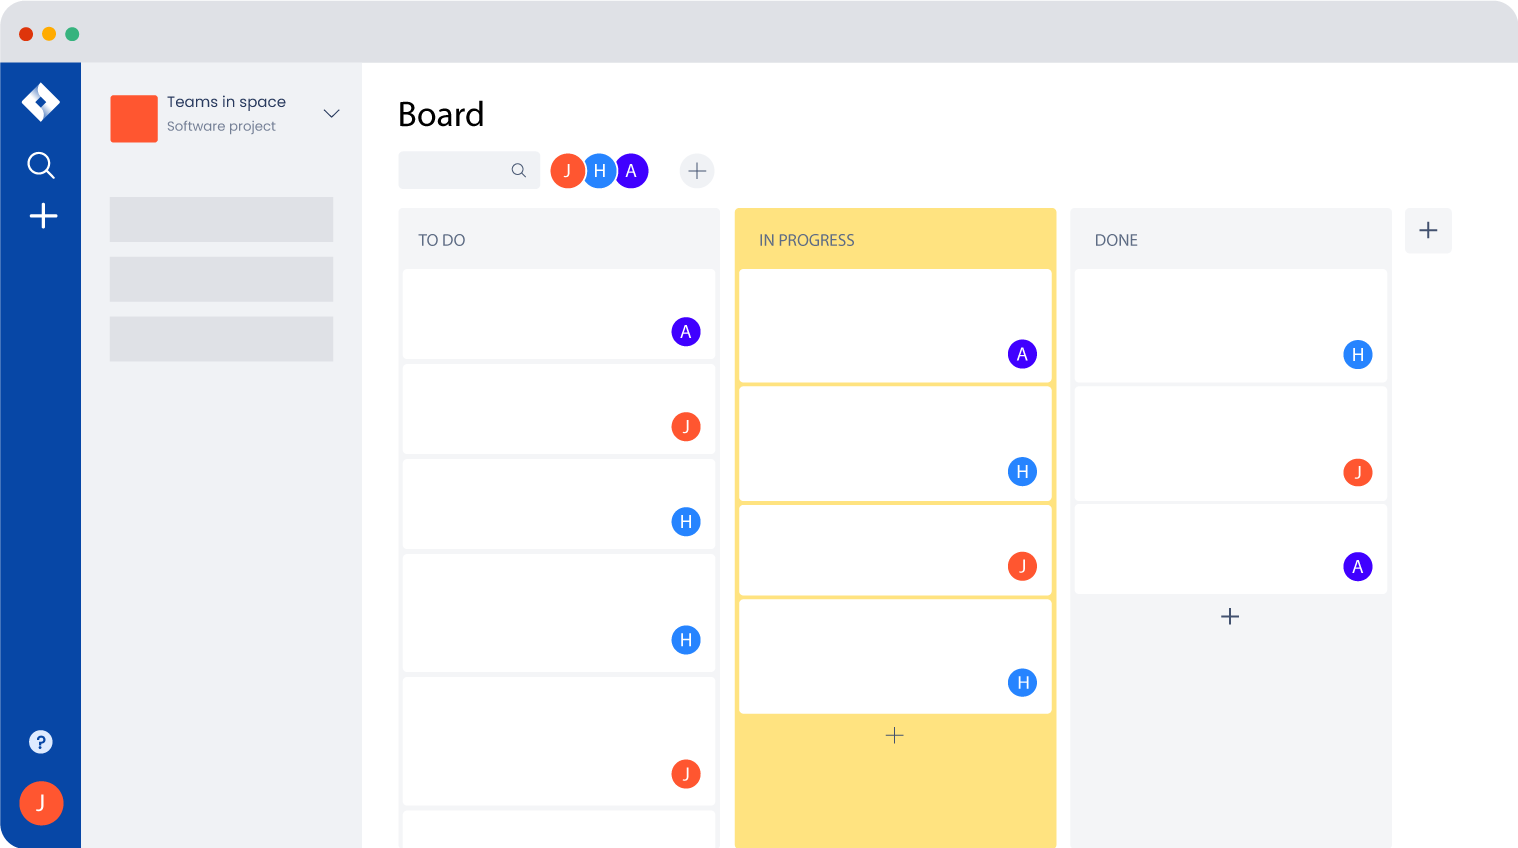 Teams in space
Software project
Board
J H A
TO DO
A
J
H
H
J
IN PROGRESS
A
H
J
H
DONE
H
J
A
?
J